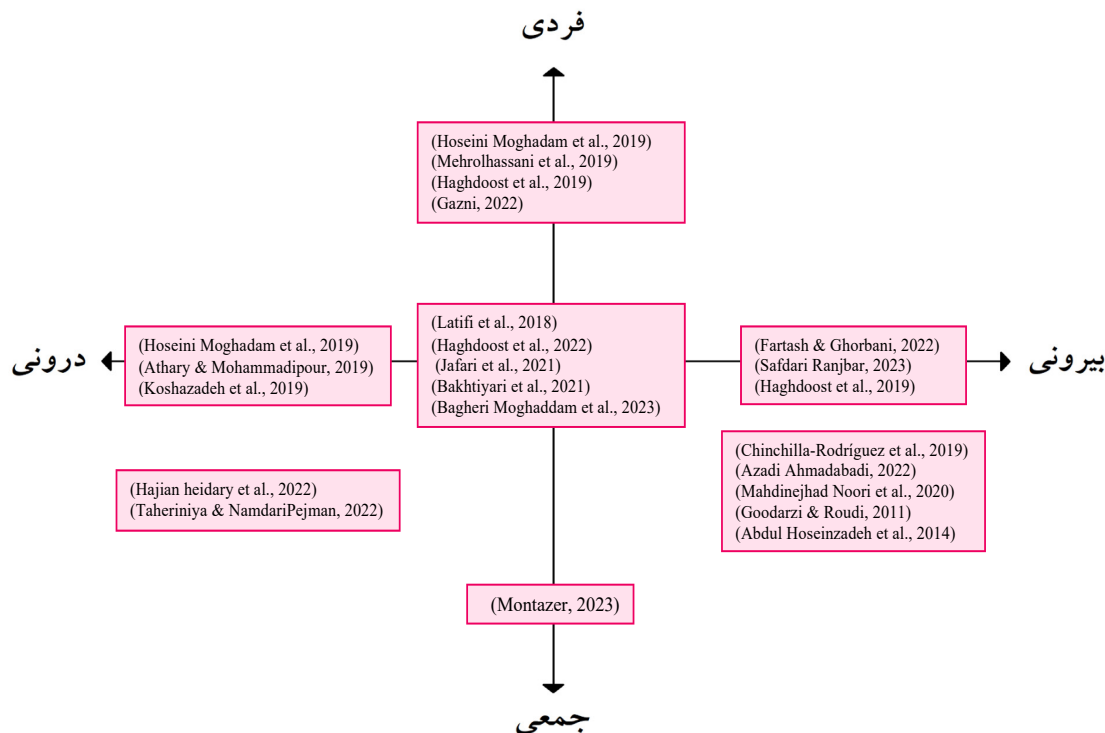 فردی
(Hoseini Moghadam et al., 2019)
(Mehrolhassani et al., 2019)
(Haghdoost et al., 2019)
(Gazni, 2022)
درونی
(Hoseini Moghadam et al., 2019)
(Athary & Mohammadipour, 2019)
(Koshazadeh et al., 2019)
(Latifi et al., 2018)
(Haghdoost et al., 2022)
(Jafari et al., 2021)
(Bakhtiyari et al., 2021)
(Bagheri Moghaddam et al., 2023)
(Fartash & Ghorbani, 2022)
(Safdari Ranjbar, 2023)
(Haghdoost et al., 2019)
بیرونی
(Hajian heidary et al., 2022)
(Taheriniya & NamdariPejman, 2022)
(Chinchilla-Rodríguez et al., 2019)
(Azadi Ahmadabadi, 2022)
(Mahdinejhad Noori et al., 2020)
(Goodarzi & Roudi, 2011)
(Abdul Hoseinzadeh et al., 2014)
(Montazer, 2023)
جمعی